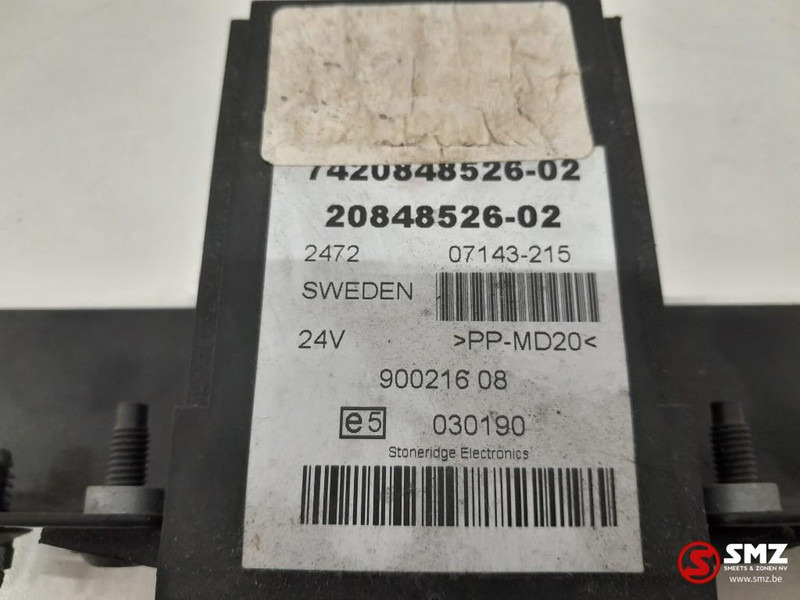 7420848526-02
20848526-02
2472 07143-215
SWEDEN
24V >PP-MD20<
900216 08
e5 030190
Stoneridge Electronics
SMZ
SMEETS & ZONEN NV
www.smz.be